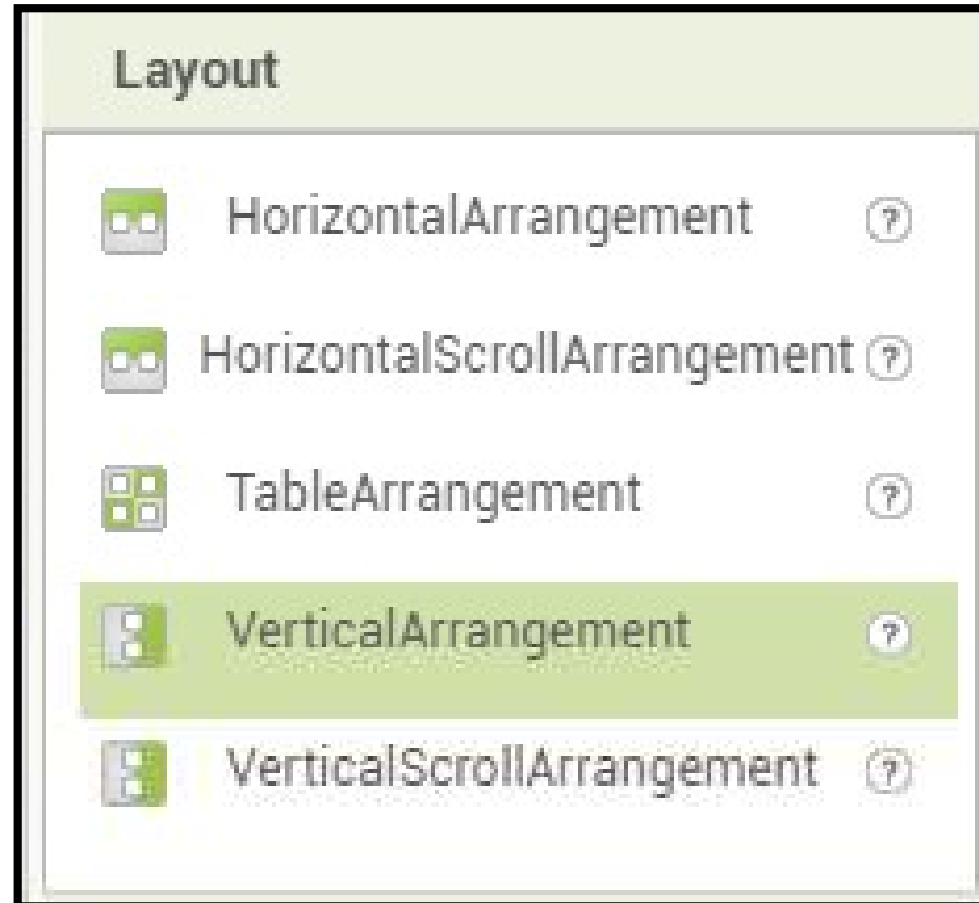 Layout
HorizontalArrangement ?
HorizontalScrollArrangement ?
TableArrangement ?
VerticalArrangement ?
VerticalScrollArrangement ?